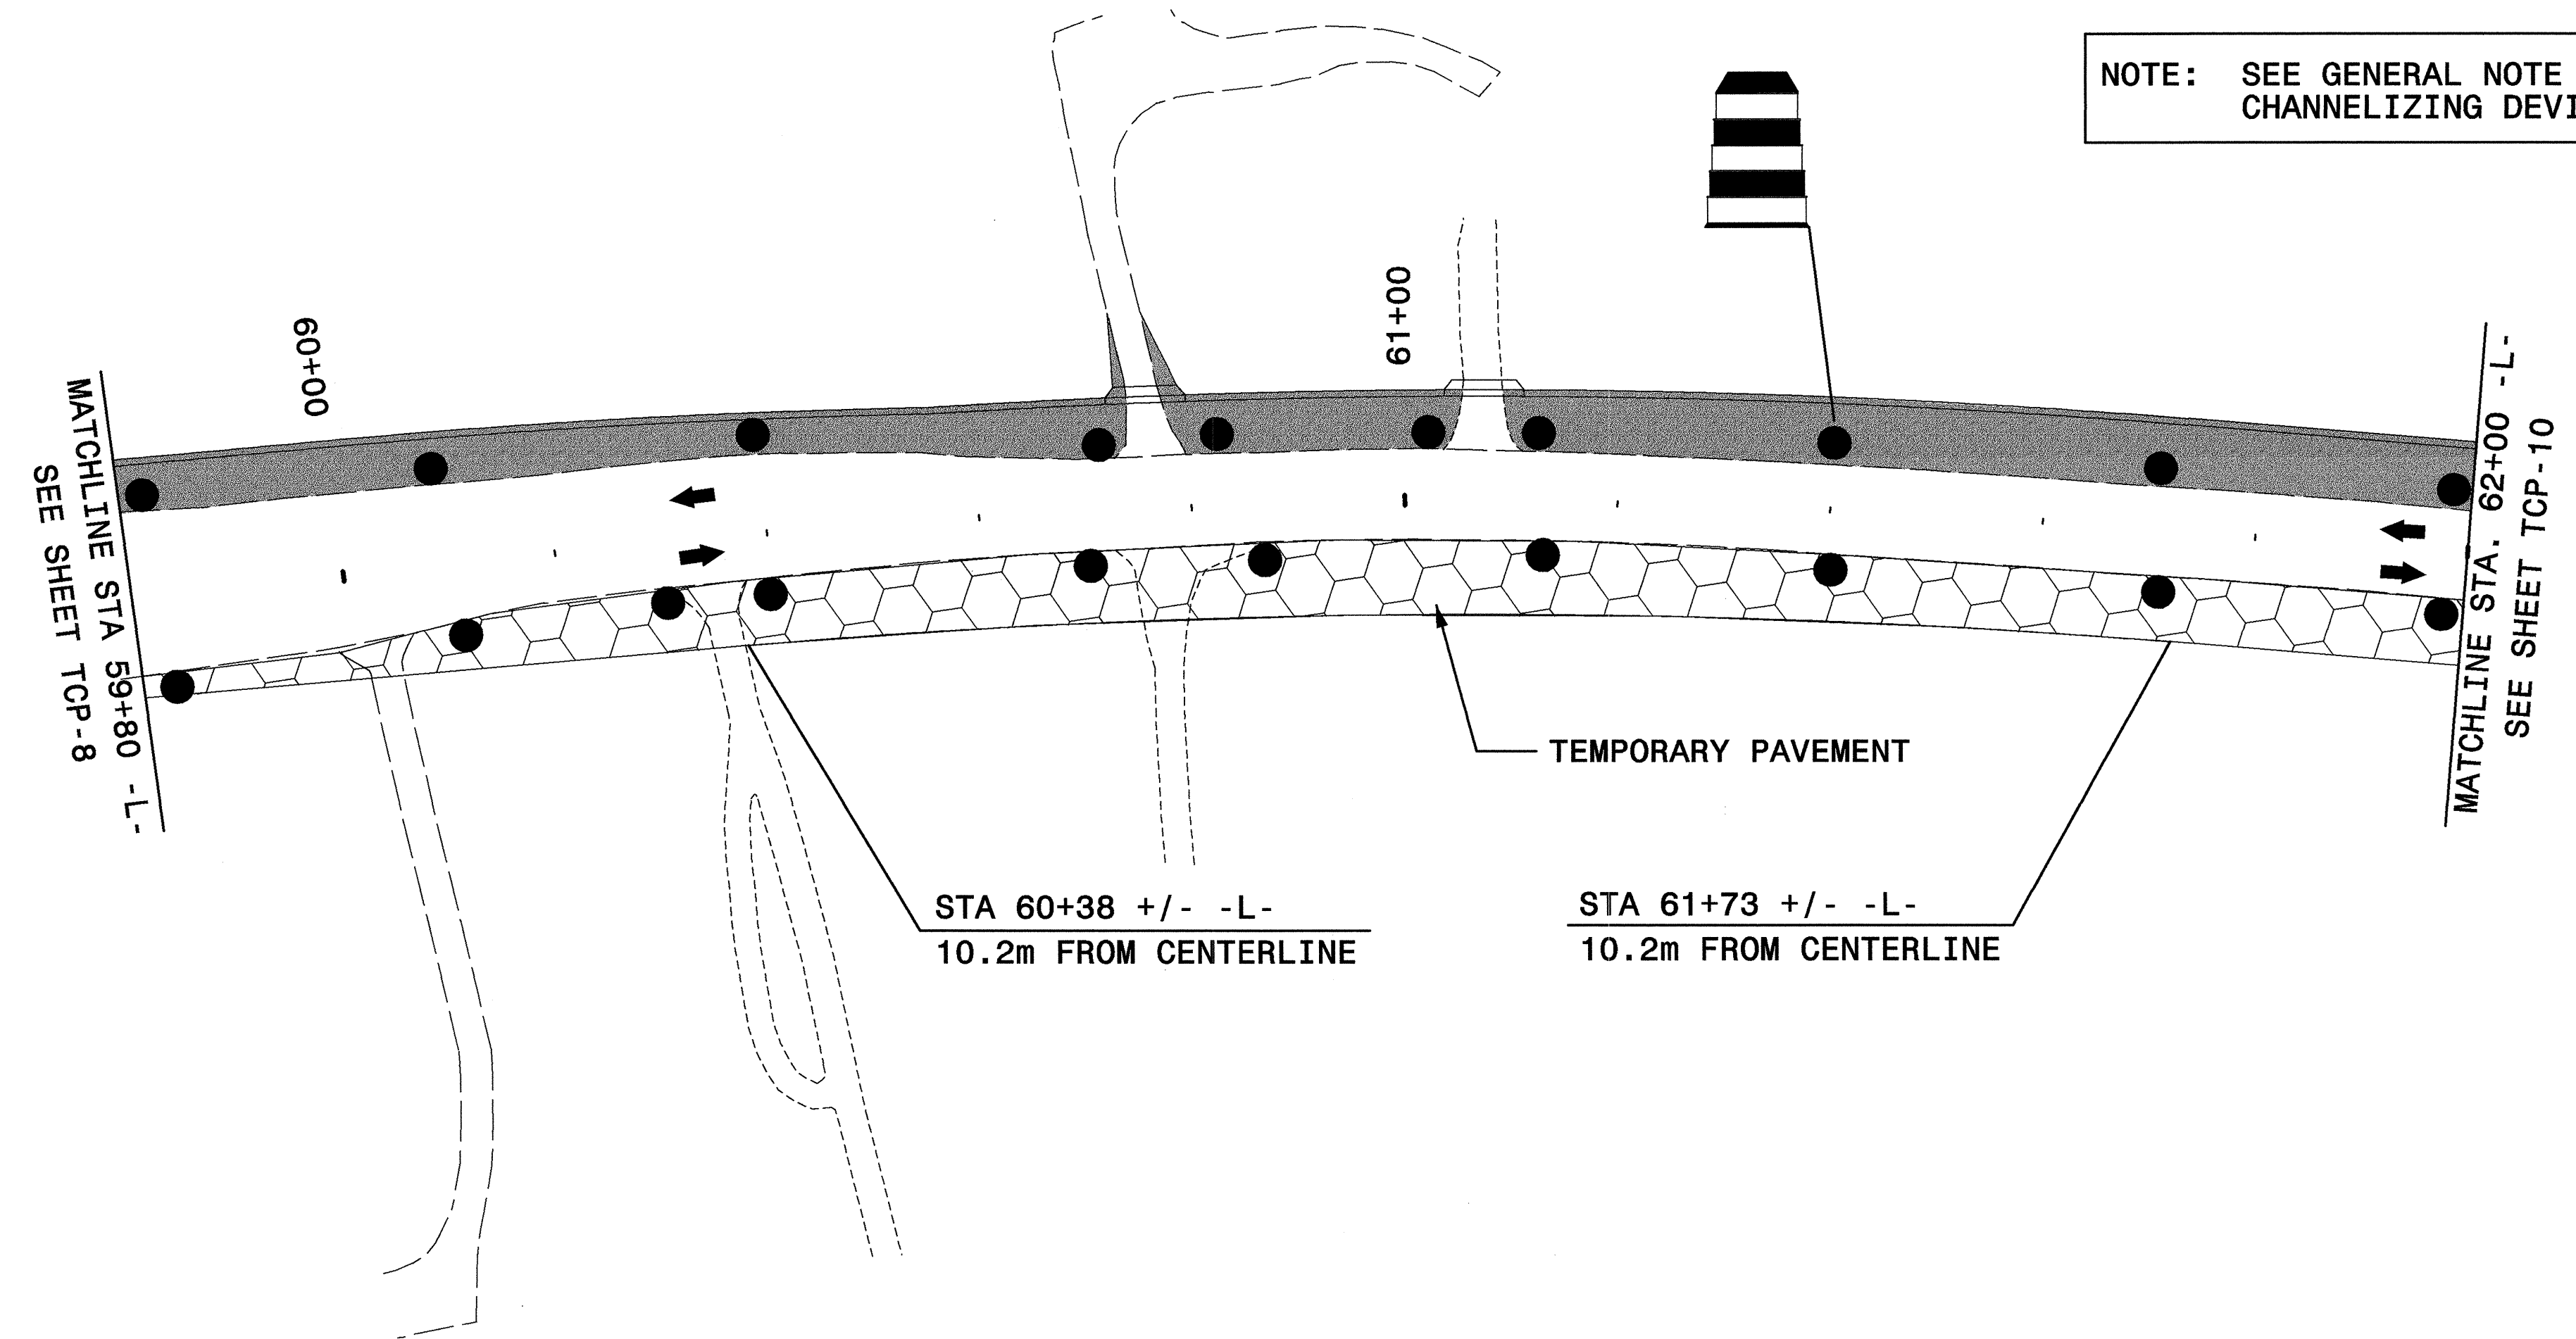 NOTE: SEE GENERAL NOTE
CHANNELIZING
60+00
61+00
MATCHLINE STA 59+80 -L-
SEE SHEET TCP-8
MATCHLINE STA. 62+00 -L-
SEE SHEET TCP-10
TEMPORARY PAVEMENT
STA 60+38 +/- -L-
10.2m FROM CENTERLINE
STA 61+73 +/- -L-
10.2m FROM CENTERLINE